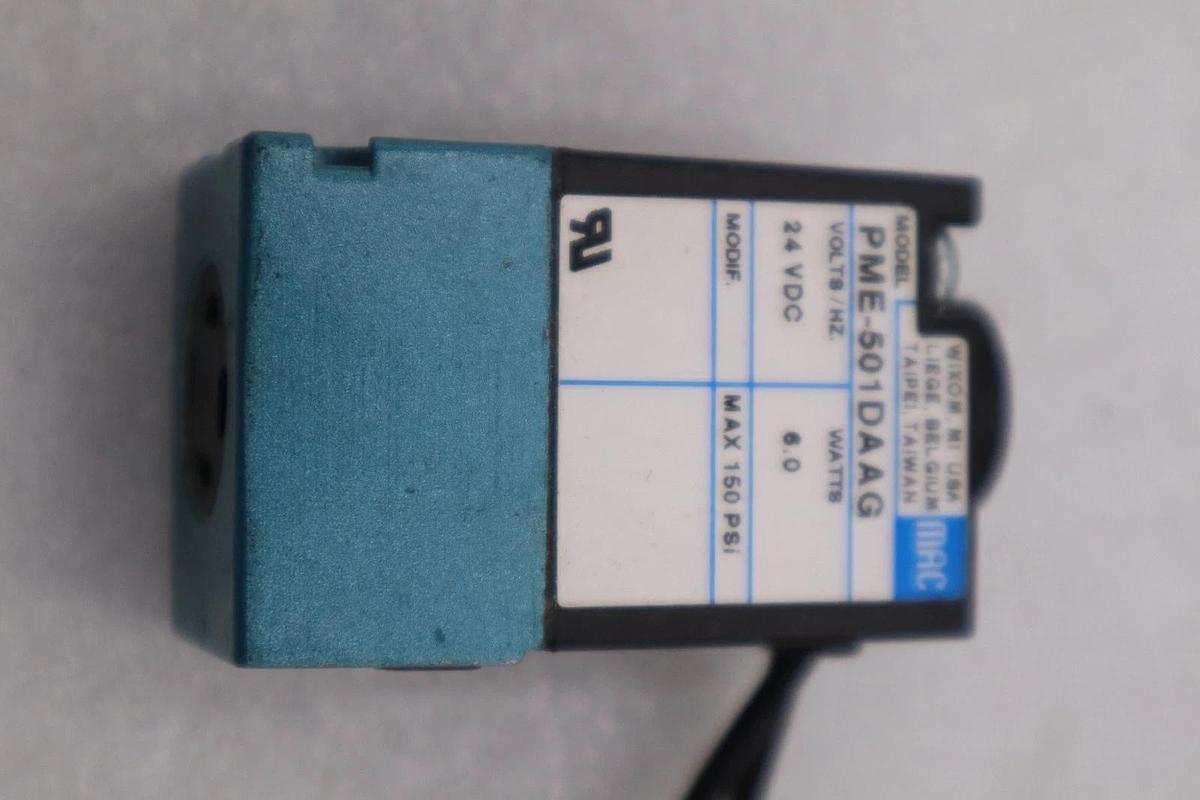 WIXOM, MI USA
LIEGE, BELGIUM
TAIPEI, TAIWAN
MAC
MODEL
PME-501DAAG
VOLTS/HZ. WATTS
24 VDC 6.0
MODIF. MAX 150 PSi
RU